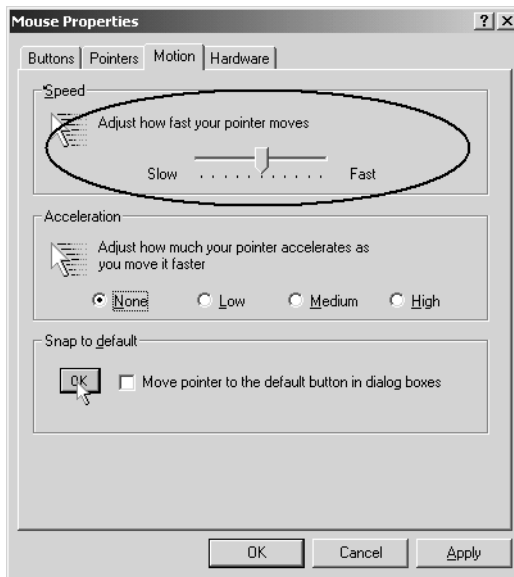 Mouse Properties
? ×
Buttons Pointers Motion Hardware
Speed
Adjust how fast your pointer moves
Slow Fast
Acceleration
Adjust how much your pointer accelerates as
you move it faster
None Low Medium High
Snap to default
OK Move pointer to the default button in dialog boxes
OK Cancel Apply